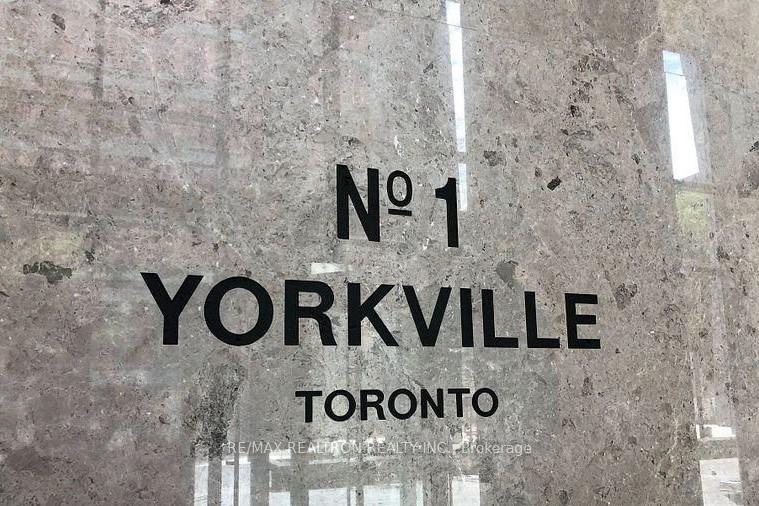 Nº 1
YORKVILLE
TORONTO
RE/MAX REALTRON REALTY INC., Brokerage